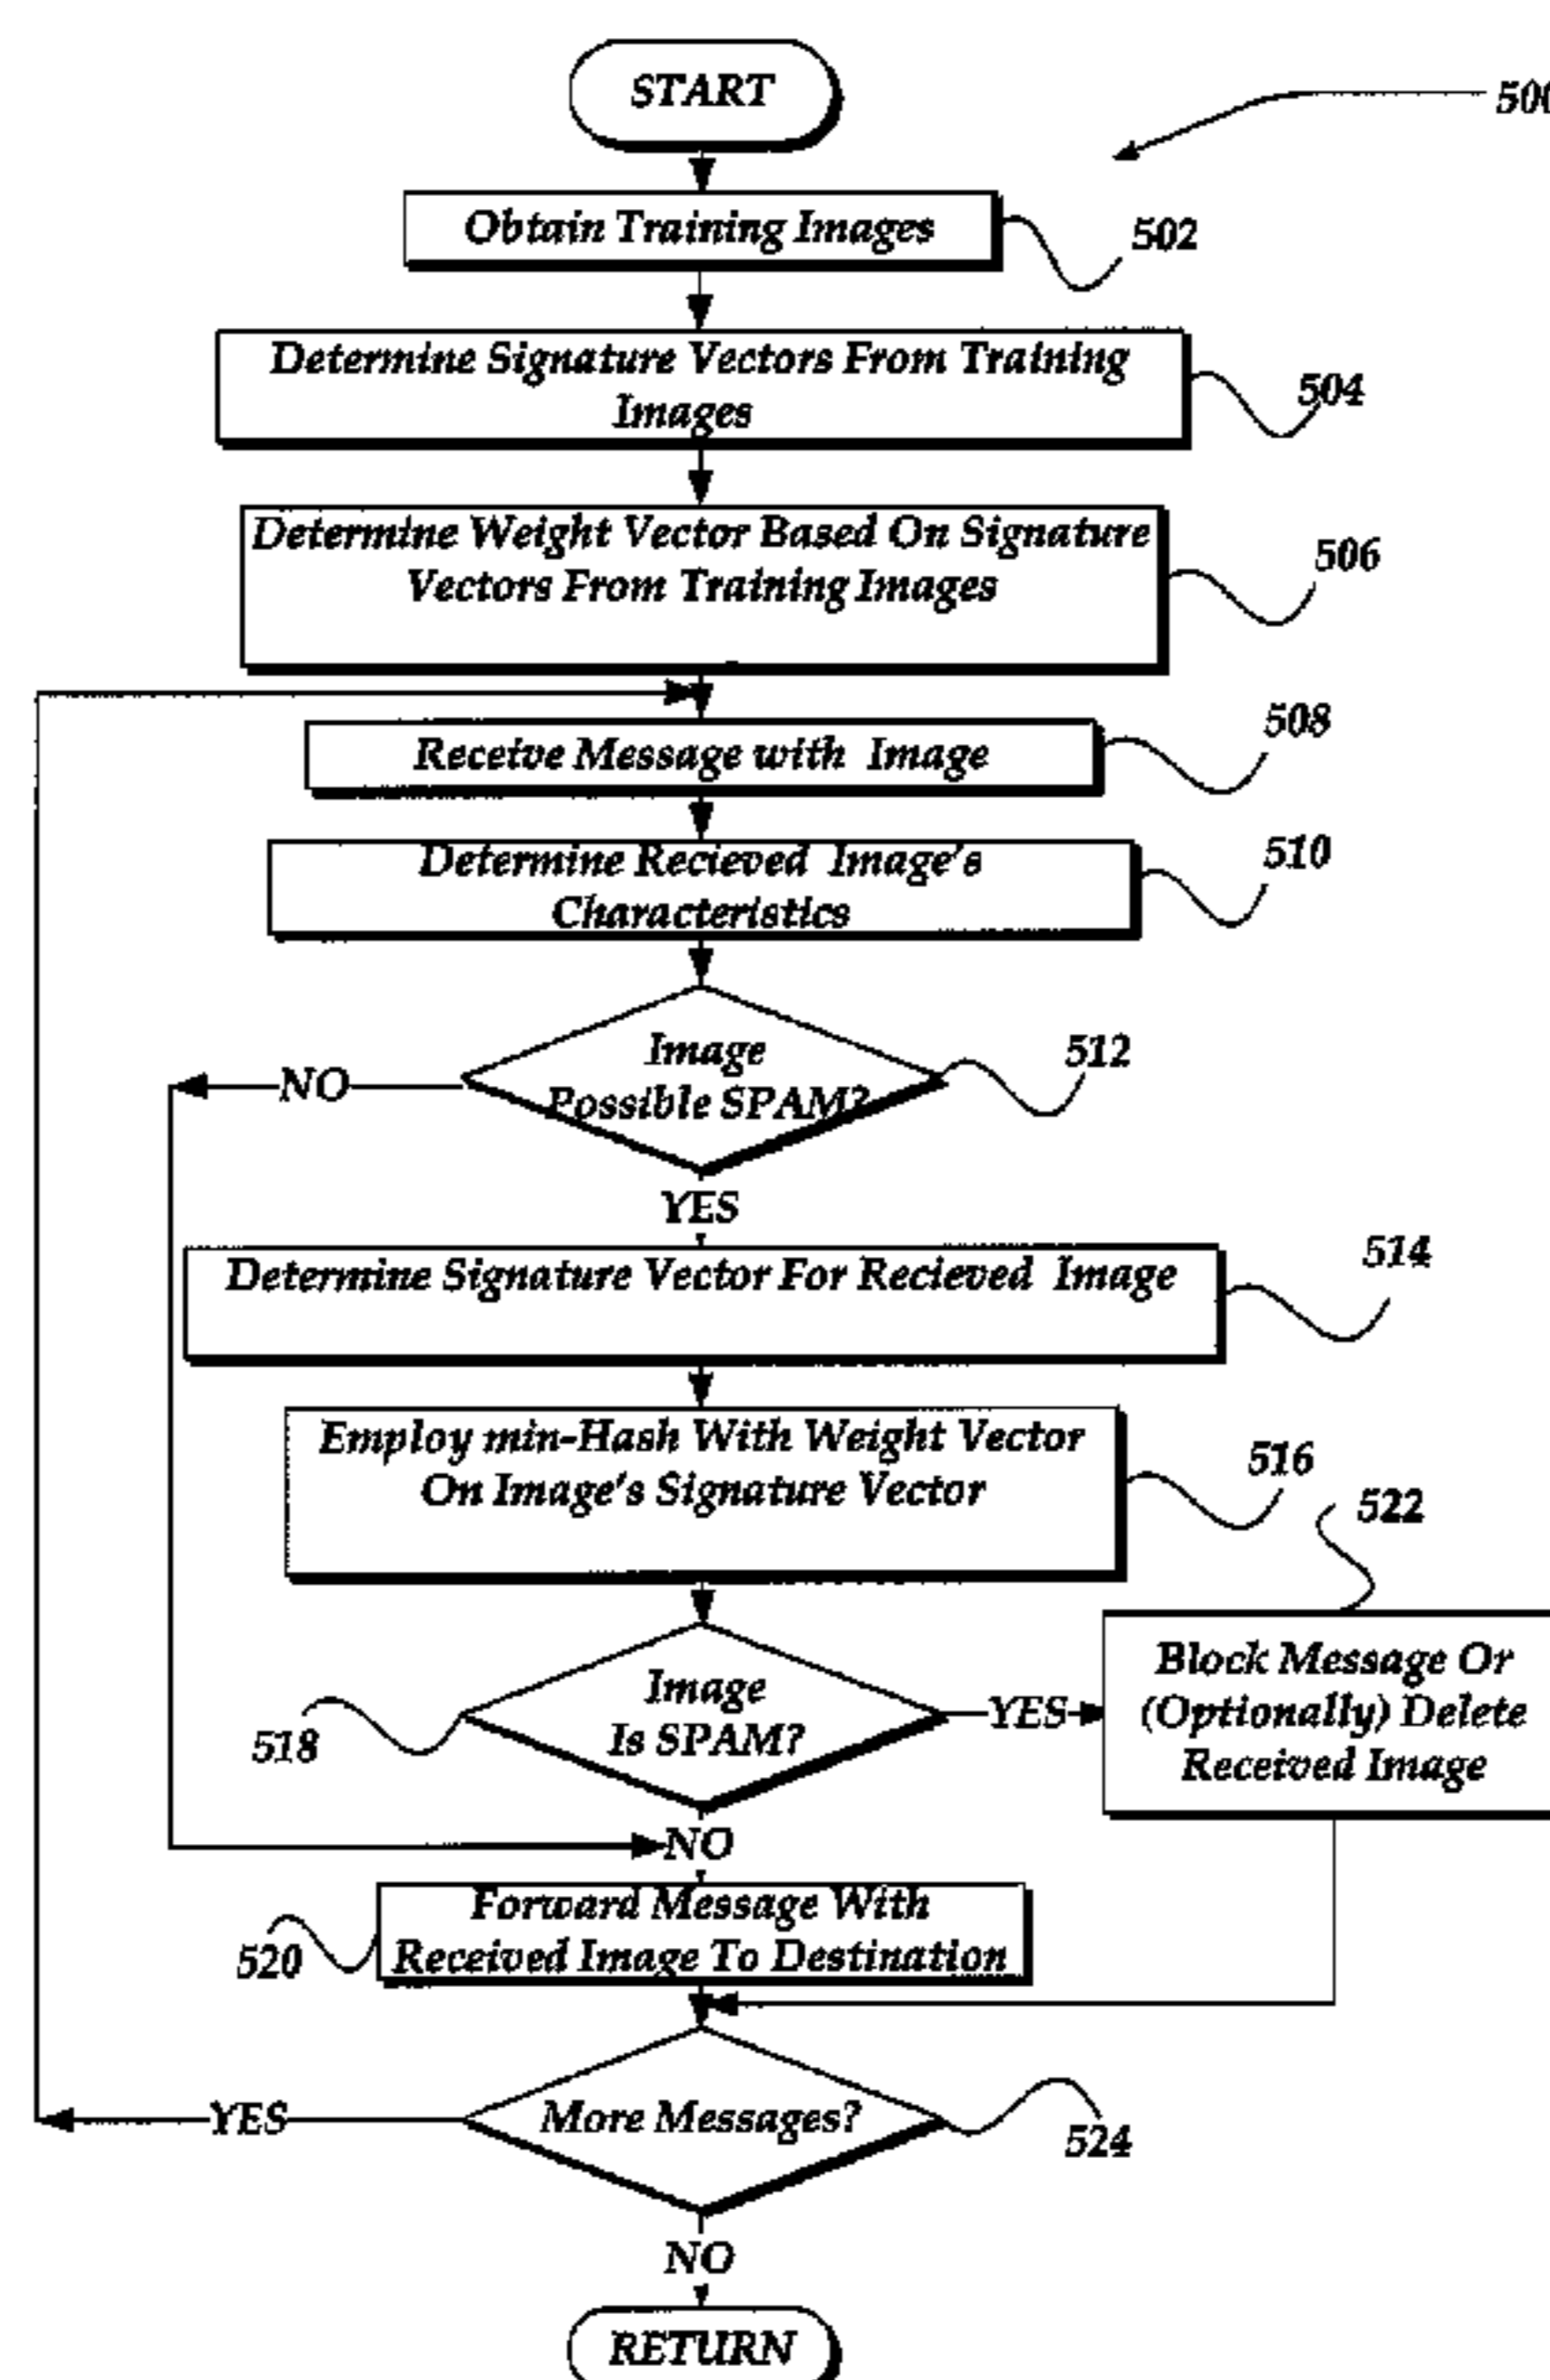 START
500
Obtain Training Images
502
Determine Signature Vectors From Training
Images
504
Determine Weight Vector Based On Signature
Vectors From Training Images
506
Receive Message with Image
508
Determine Recieved Image's
Characteristics
510
Image
Possible SPAM?
512
NO
YES
Determine Signature Vector For Recieved Image
514
Employ min-Hash With Weight Vector
On Image's Signature Vector
516
522
Block Message Or
(Optionally) Delete
Received Image
Image
Is SPAM?
YES
518
NO
Forward Message With
Received Image To Destination
520
More Messages?
YES
524
NO
RETURN